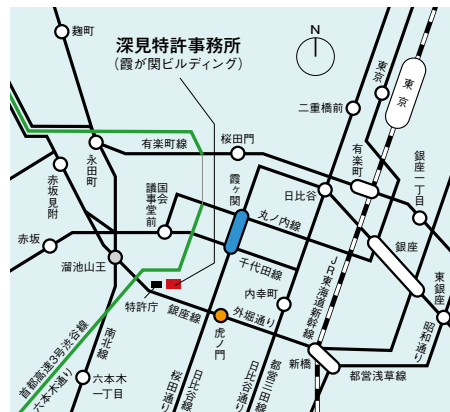 麹町
深見特許事務所
(霞が関ビルディング)
N
東京
東京
二重橋前
有楽町線
桜田門
有楽町
永田町
銀座一丁目
赤坂見附
国会議事堂前
霞ヶ関
日比谷
丸ノ内線
赤坂
銀座
溜池山王
千代田線
JR東海道新幹線
東銀座
特許庁
内幸町
銀座線
外堀通り
虎ノ門
昭和通り
首都高速3号渋谷線
六本木通り
南北線
新橋
六本木一丁目
桜田通り
日比谷線
日比谷通り
都営三田線
都営浅草線